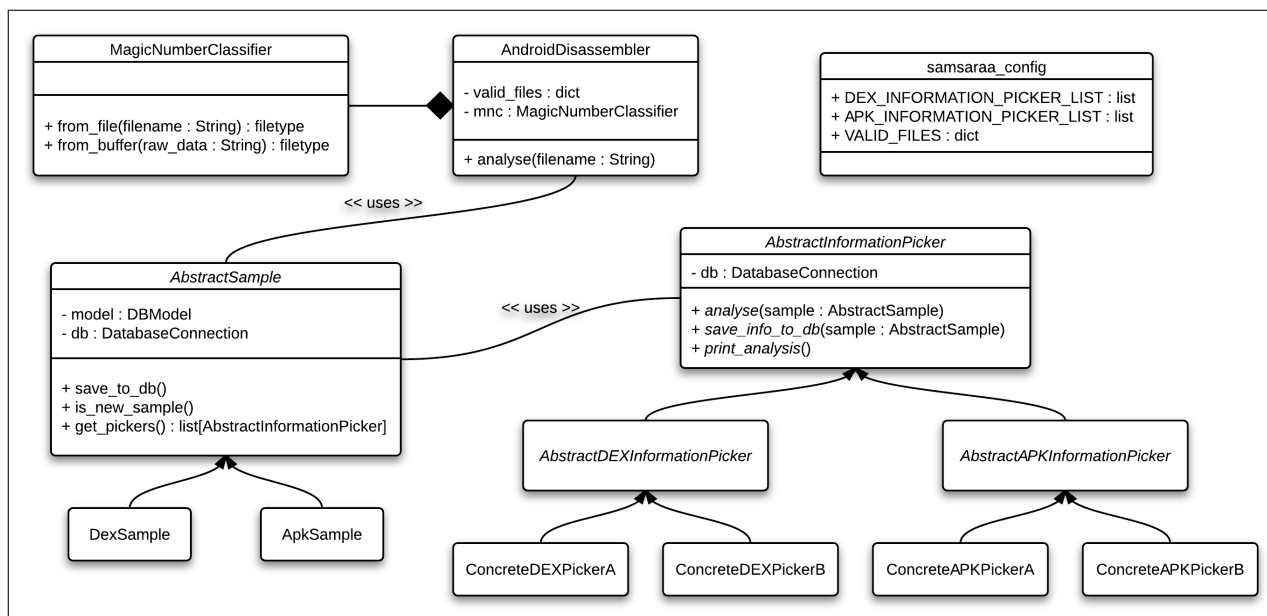 MagicNumberClassifier
+ from_file(filename : String) : filetype
+ from_buffer(raw_data : String) : filetype
AndroidDisassembler
- valid_files : dict
- mnc : MagicNumberClassifier
+ analyse(filename : String)
samsaraa_config
+ DEX_INFORMATION_PICKER_LIST : list
+ APK_INFORMATION_PICKER_LIST : list
+ VALID_FILES : dict
<< uses >>
AbstractSample
- model : DBModel
- db : DatabaseConnection
+ save_to_db()
+ is_new_sample()
+ get_pickers() : list[AbstractInformationPicker]
<< uses >>
AbstractInformationPicker
- db : DatabaseConnection
+ analyse(sample : AbstractSample)
+ save_info_to_db(sample : AbstractSample)
+ print_analysis()
DexSample
ApkSample
AbstractDEXInformationPicker
AbstractAPKInformationPicker
ConcreteDEXPickerA
ConcreteDEXPickerB
ConcreteAPKPickerA
ConcreteAPKPickerB